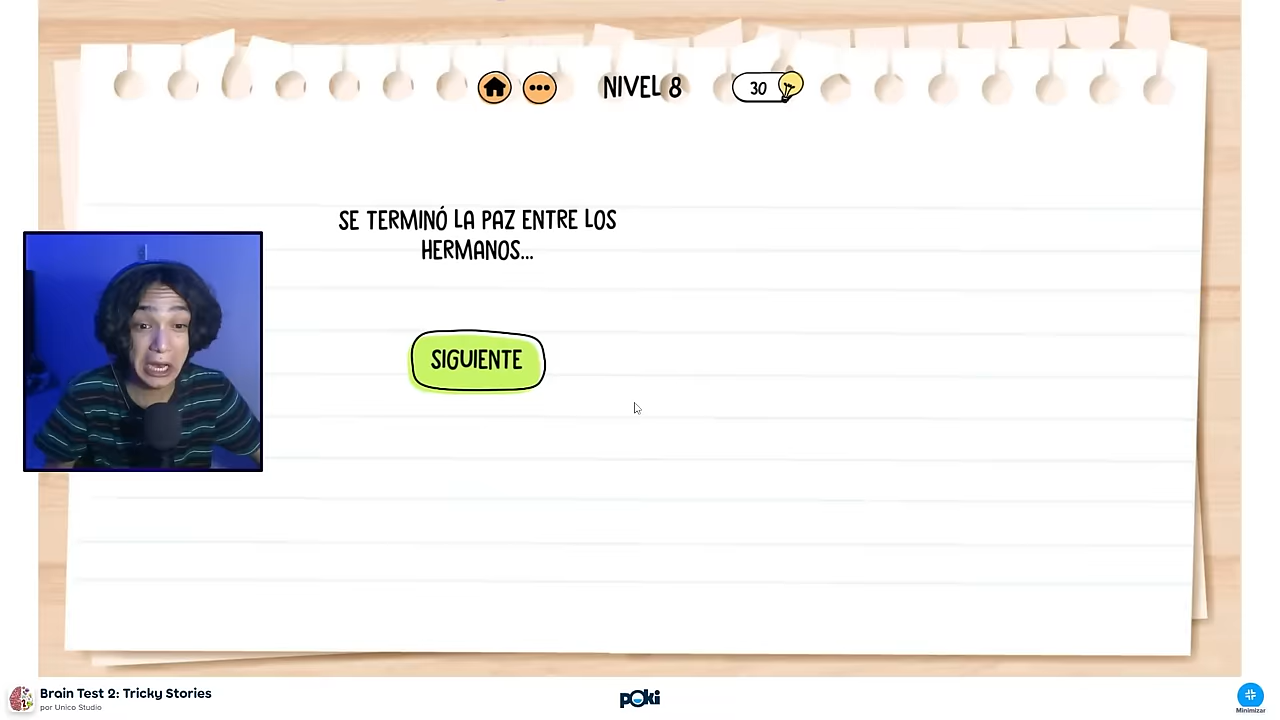 NIVEL 8
30
SE TERMINÓ LA PAZ ENTRE LOS
HERMANOS...
SIGUIENTE
Brain Test 2: Tricky Stories
por Unico Studio
poki
Minimizar